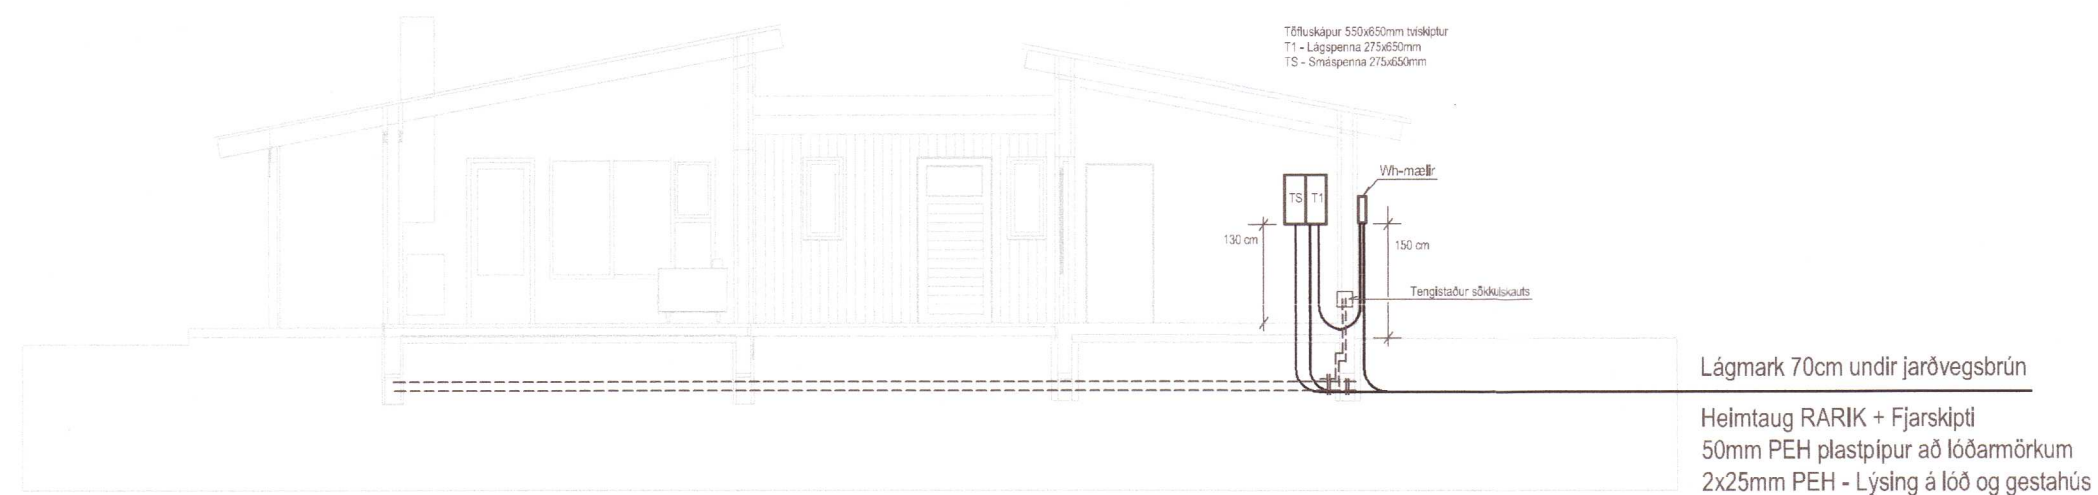 Töfluskápur 550x650mm tvískiptur
T1 - Lágspenna 275x650mm
TS - Smáspenna 275x650mm
Wh-mælir
TS T1
130 cm
150 cm
Tengistaður sökkulskauts
Lágmark 70cm undir jarðvegsbrún
Heimtaug RARIK + Fjarskipti
50mm PEH plastpípur að lóðarmörkum
2x25mm PEH - Lýsing á lóð og gestahús